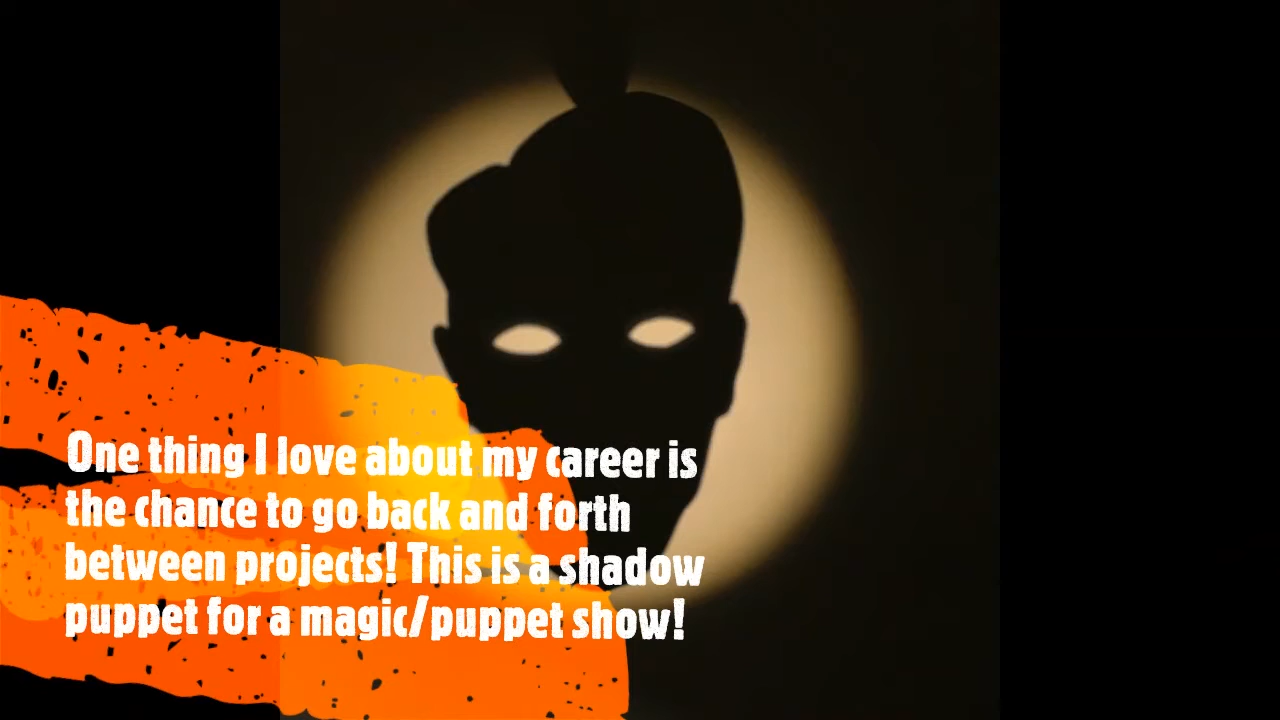 One thing I love about my career is
the chance to go back and forth
between projects! This is a shadow
puppet for a magic/puppet show!